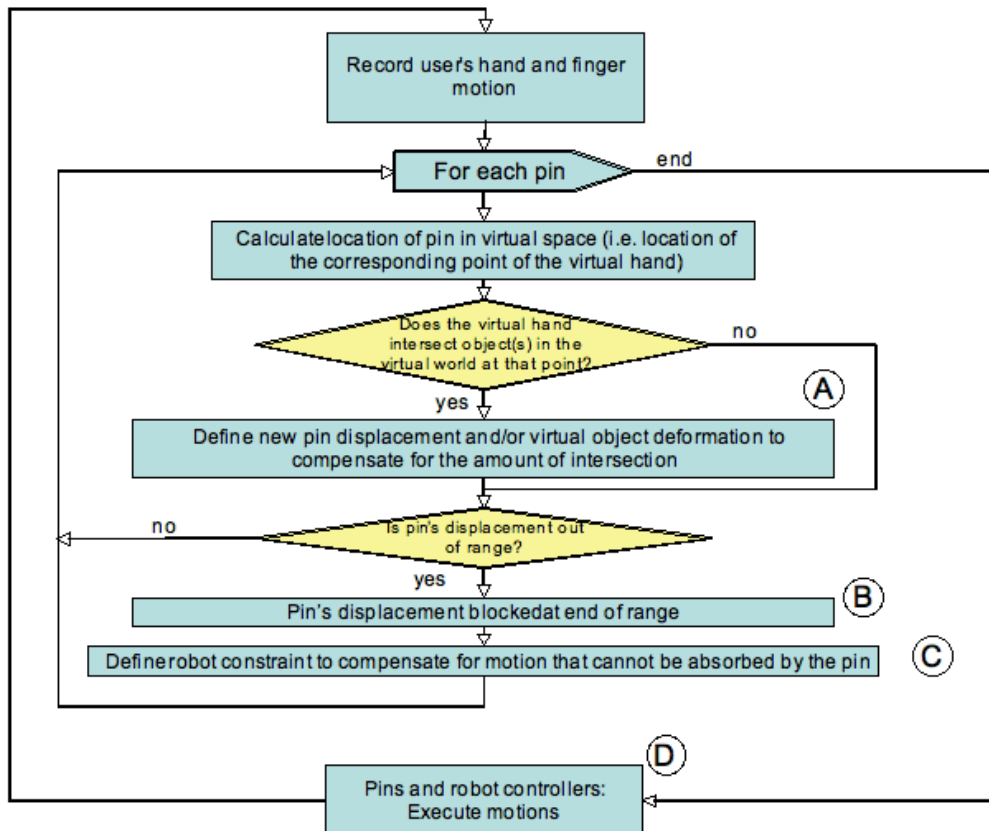 Record user's hand and finger
motion
For each pin
end
Calculatelocation of pin in virtual space (i.e. location of
the corresponding point of the virtual hand)
Does the virtual hand
intersect object(s) in the
virtual world at that point?
no
yes
A
Define new pin displacement and/or virtual object deformation to
compensate for the amount of intersection
no
Is pin's displacement out
of range?
yes
Pin's displacement blockedat end of range
B
Definerobot constraint to compensate for motion that cannot be absorbed by the pin
C
D
Pins and robot controllers:
Execute motions